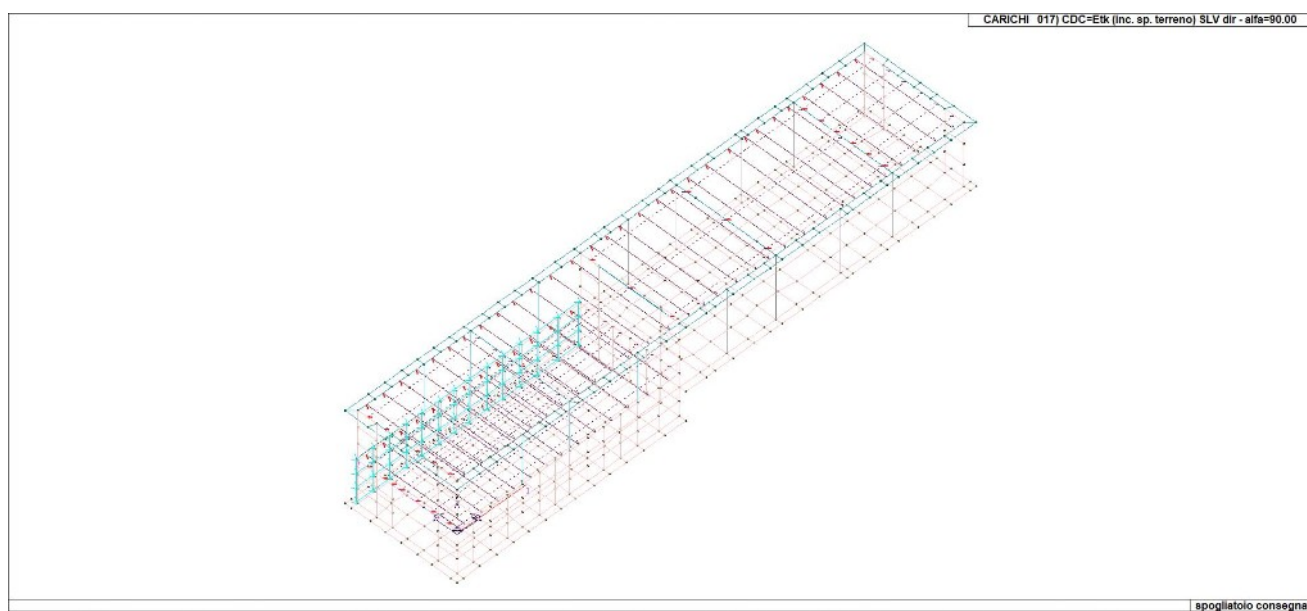 CARICHI 017) CDC=Etk (inc. sp. terreno) SLV dir - alfa=90.00
spogliatoio consegna